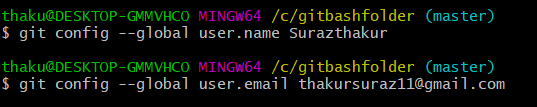 thaku@DESKTOP-GMMVHCO MINGW64 /c/gitbashfolder (master)
$ git config --global user.name Surazthakur
thaku@DESKTOP-GMMVHCO MINGW64 /c/gitbashfolder (master)
$ git config --global user.email thakursuraz11@gmail.com